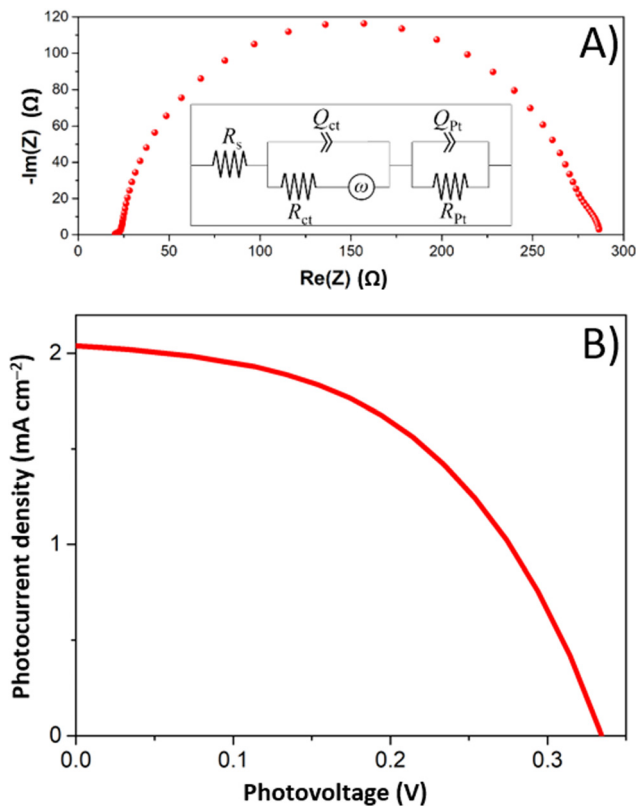 A)
-Im(Z) (Ω)
120
100
80
60
40
20
0
R_s
Q_ct
R_ct
ω
Q_Pt
R_Pt
0 50 100 150 200 250 300
Re(Z) (Ω)
B)
Photocurrent density (mA cm⁻²)
2
1
0
0.0 0.1 0.2 0.3
Photovoltage (V)